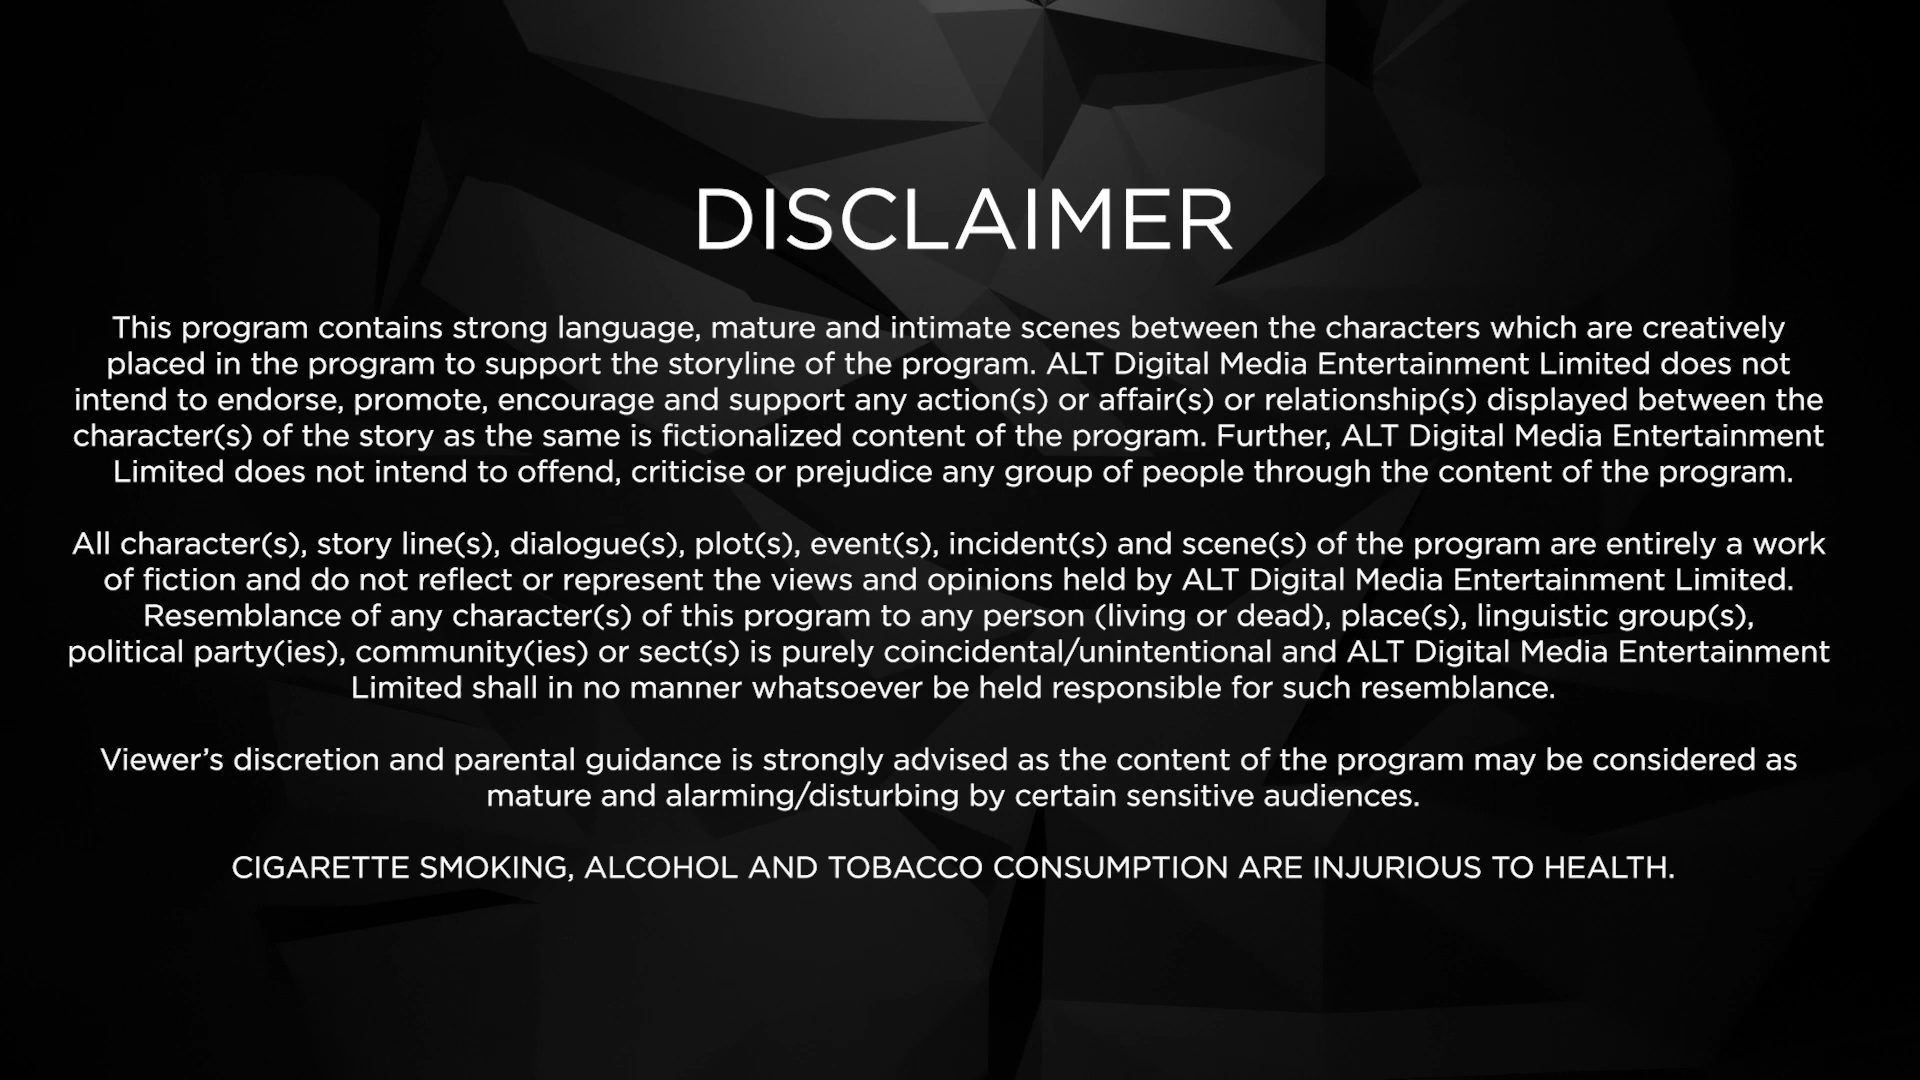 DISCLAIMER
This program contains strong language, mature and intimate scenes between the characters which are creatively
placed in the program to support the storyline of the program. ALT Digital Media Entertainment Limited does not
intend to endorse, promote, encourage and support any action(s) or affair(s) or relationship(s) displayed between the
character(s) of the story as the same is fictionalized content of the program. Further, ALT Digital Media Entertainment
Limited does not intend to offend, criticise or prejudice any group of people through the content of the program.
All character(s), story line(s), dialogue(s), plot(s), event(s), incident(s) and scene(s) of the program are entirely a work
of fiction and do not reflect or represent the views and opinions held by ALT Digital Media Entertainment Limited.
Resemblance of any character(s) of this program to any person (living or dead), place(s), linguistic group(s),
political party(ies), community(ies) or sect(s) is purely coincidental/unintentional and ALT Digital Media Entertainment
Limited shall in no manner whatsoever be held responsible for such resemblance.
Viewer’s discretion and parental guidance is strongly advised as the content of the program may be considered as
mature and alarming/disturbing by certain sensitive audiences.
CIGARETTE SMOKING, ALCOHOL AND TOBACCO CONSUMPTION ARE INJURIOUS TO HEALTH.